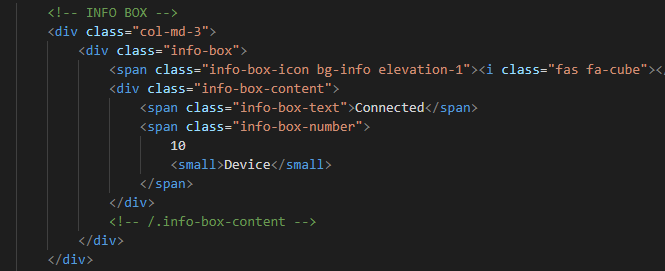 <!-- INFO BOX -->
<div class="col-md-3">
<div class="info-box">
<span class="info-box-icon bg-info elevation-1"><i class="fas fa-cube"></
<div class="info-box-content">
<span class="info-box-text">Connected</span>
<span class="info-box-number">
10
<small>Device</small>
</span>
</div>
<!-- /.info-box-content -->
</div>
</div>